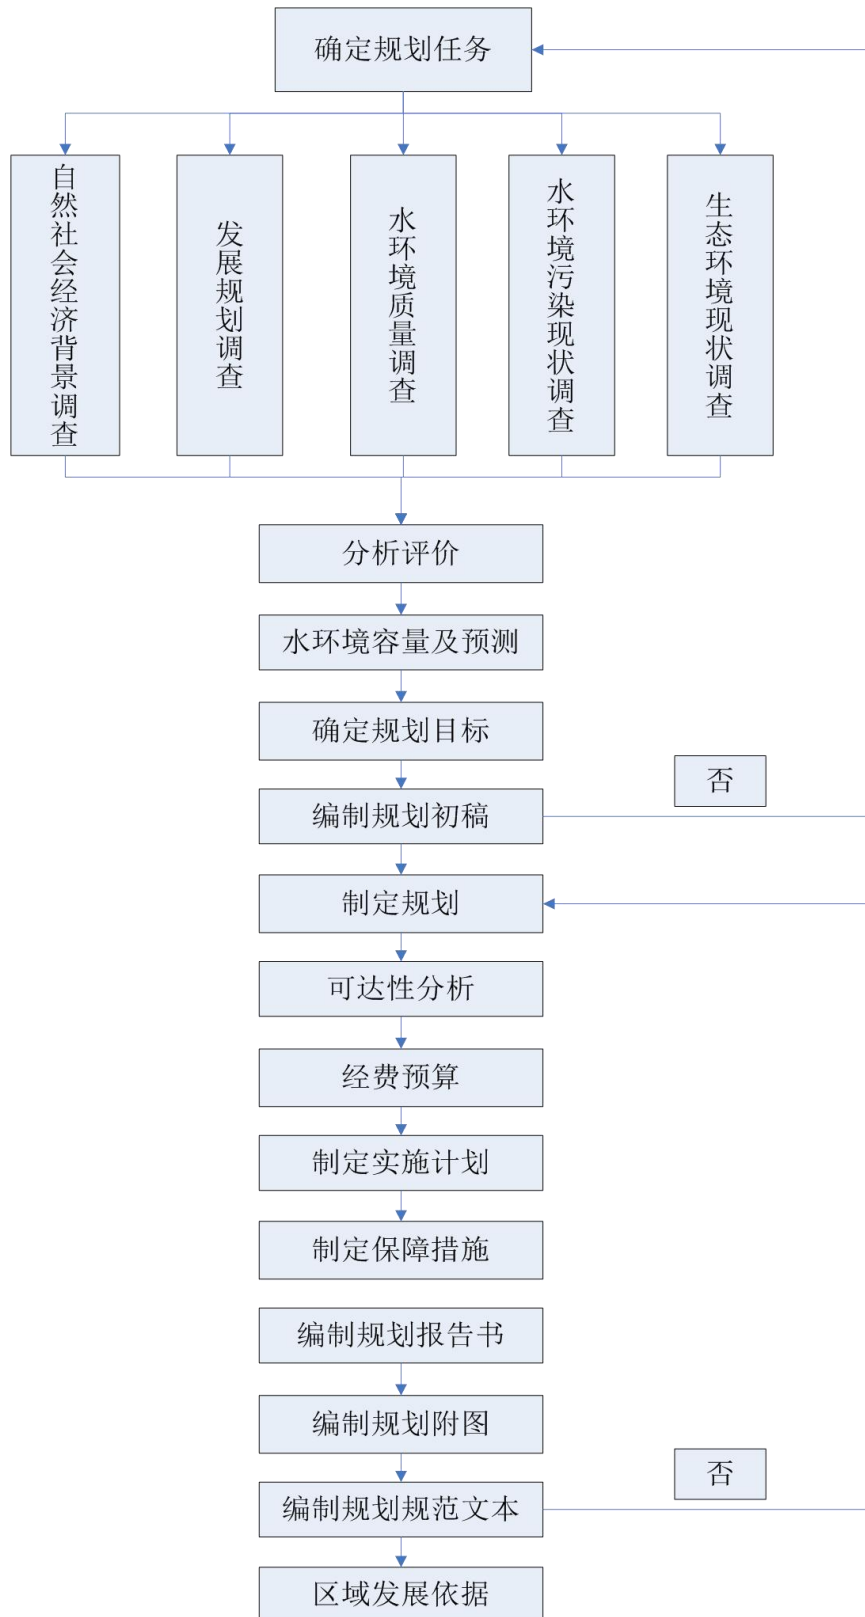 确定规划任务
自然社会经济背景调查
发展规划调查
水环境质量调查
水环境污染现状调查
生态环境现状调查
分析评价
水环境容量及预测
确定规划目标
否
编制规划初稿
制定规划
可达性分析
经费预算
制定实施计划
制定保障措施
编制规划报告书
编制规划附图
否
编制规划规范文本
区域发展依据